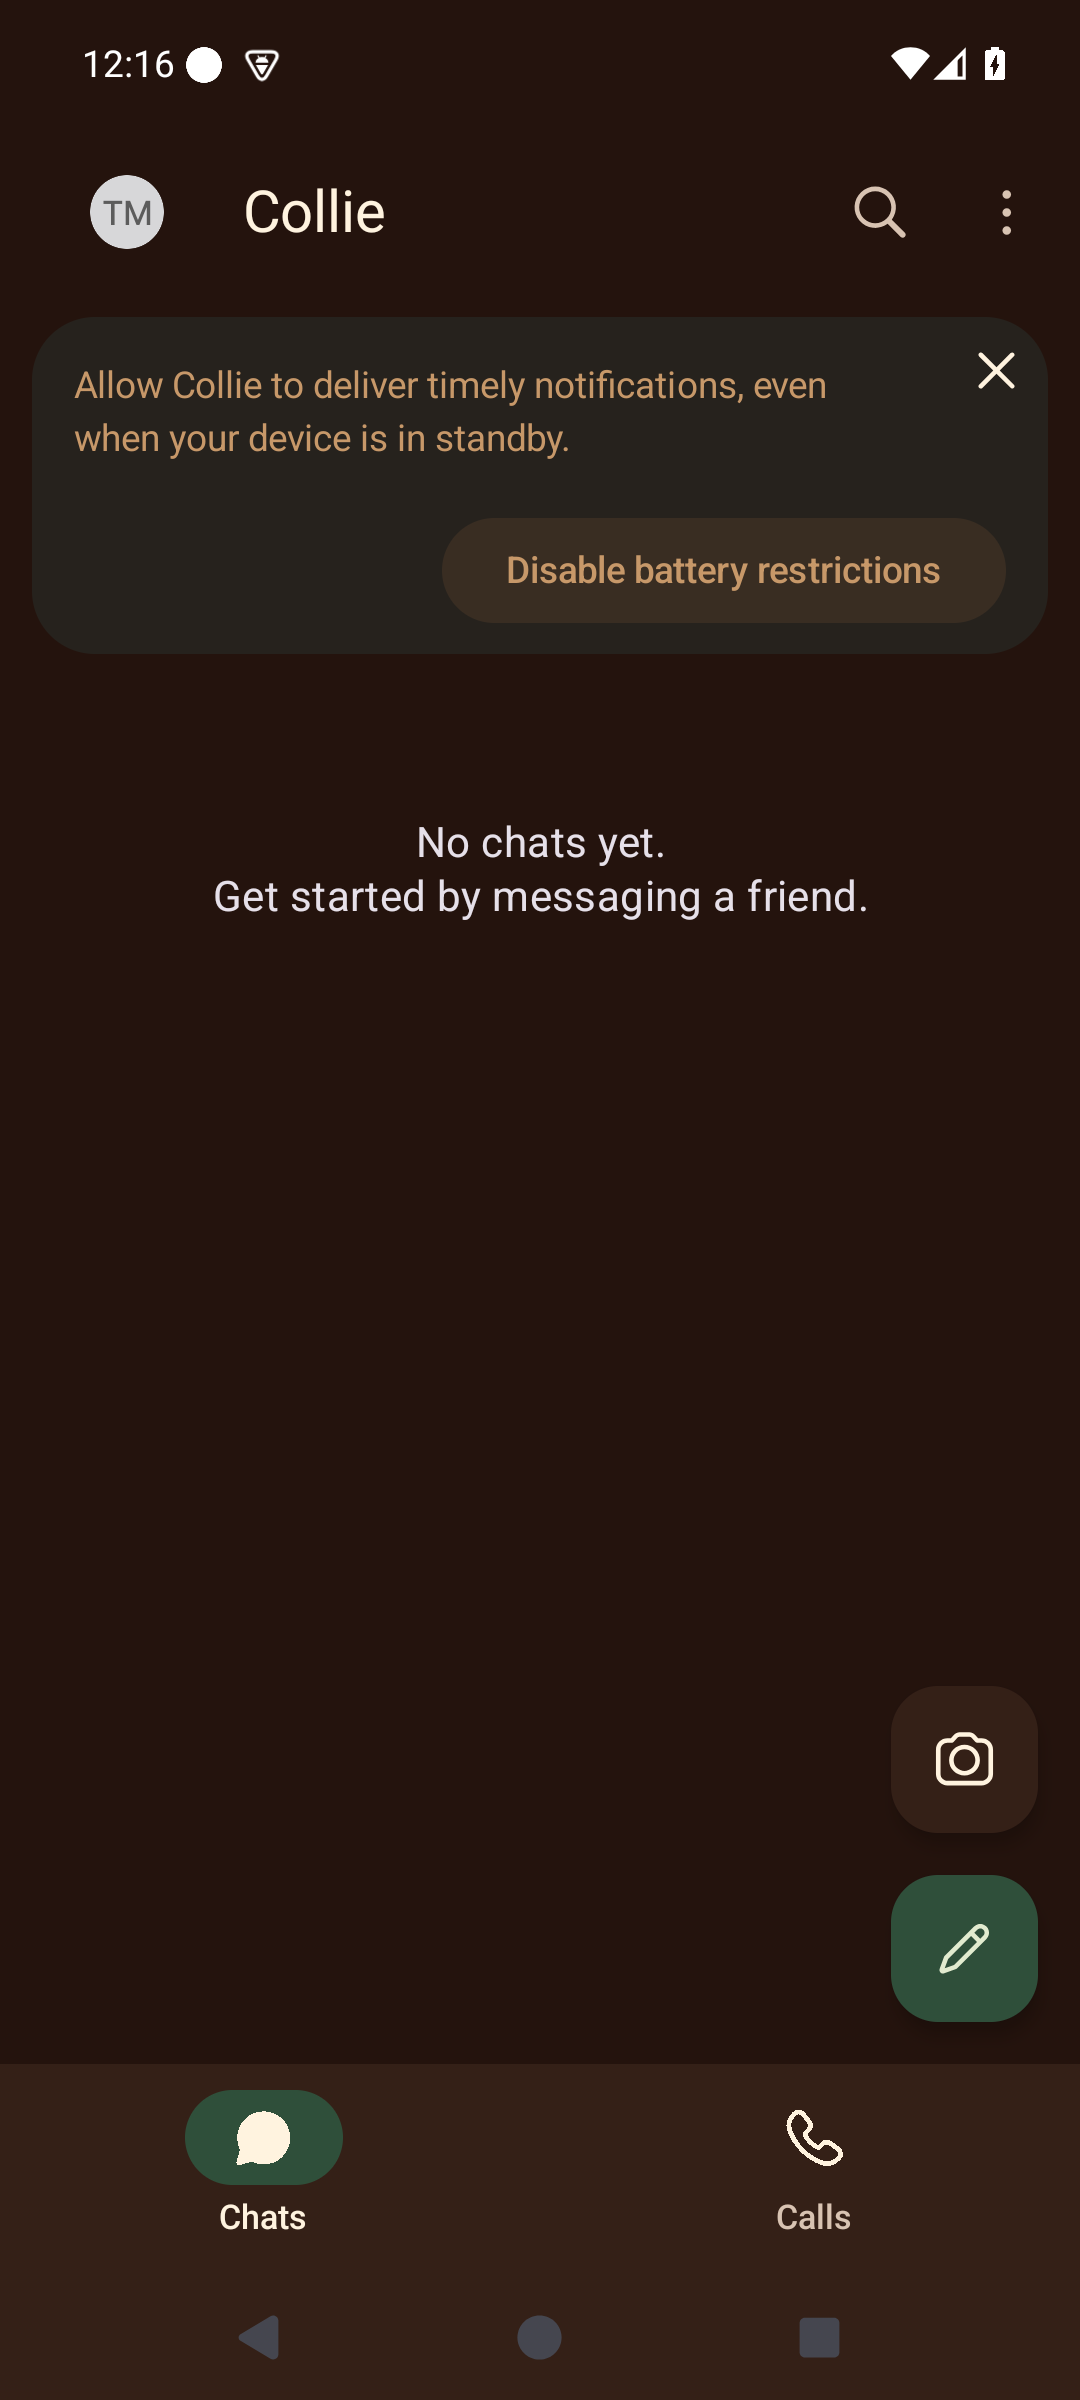 12:16
TM
Collie
Allow Collie to deliver timely notifications, even
when your device is in standby.
Disable battery restrictions
No chats yet.
Get started by messaging a friend.
Chats
Calls